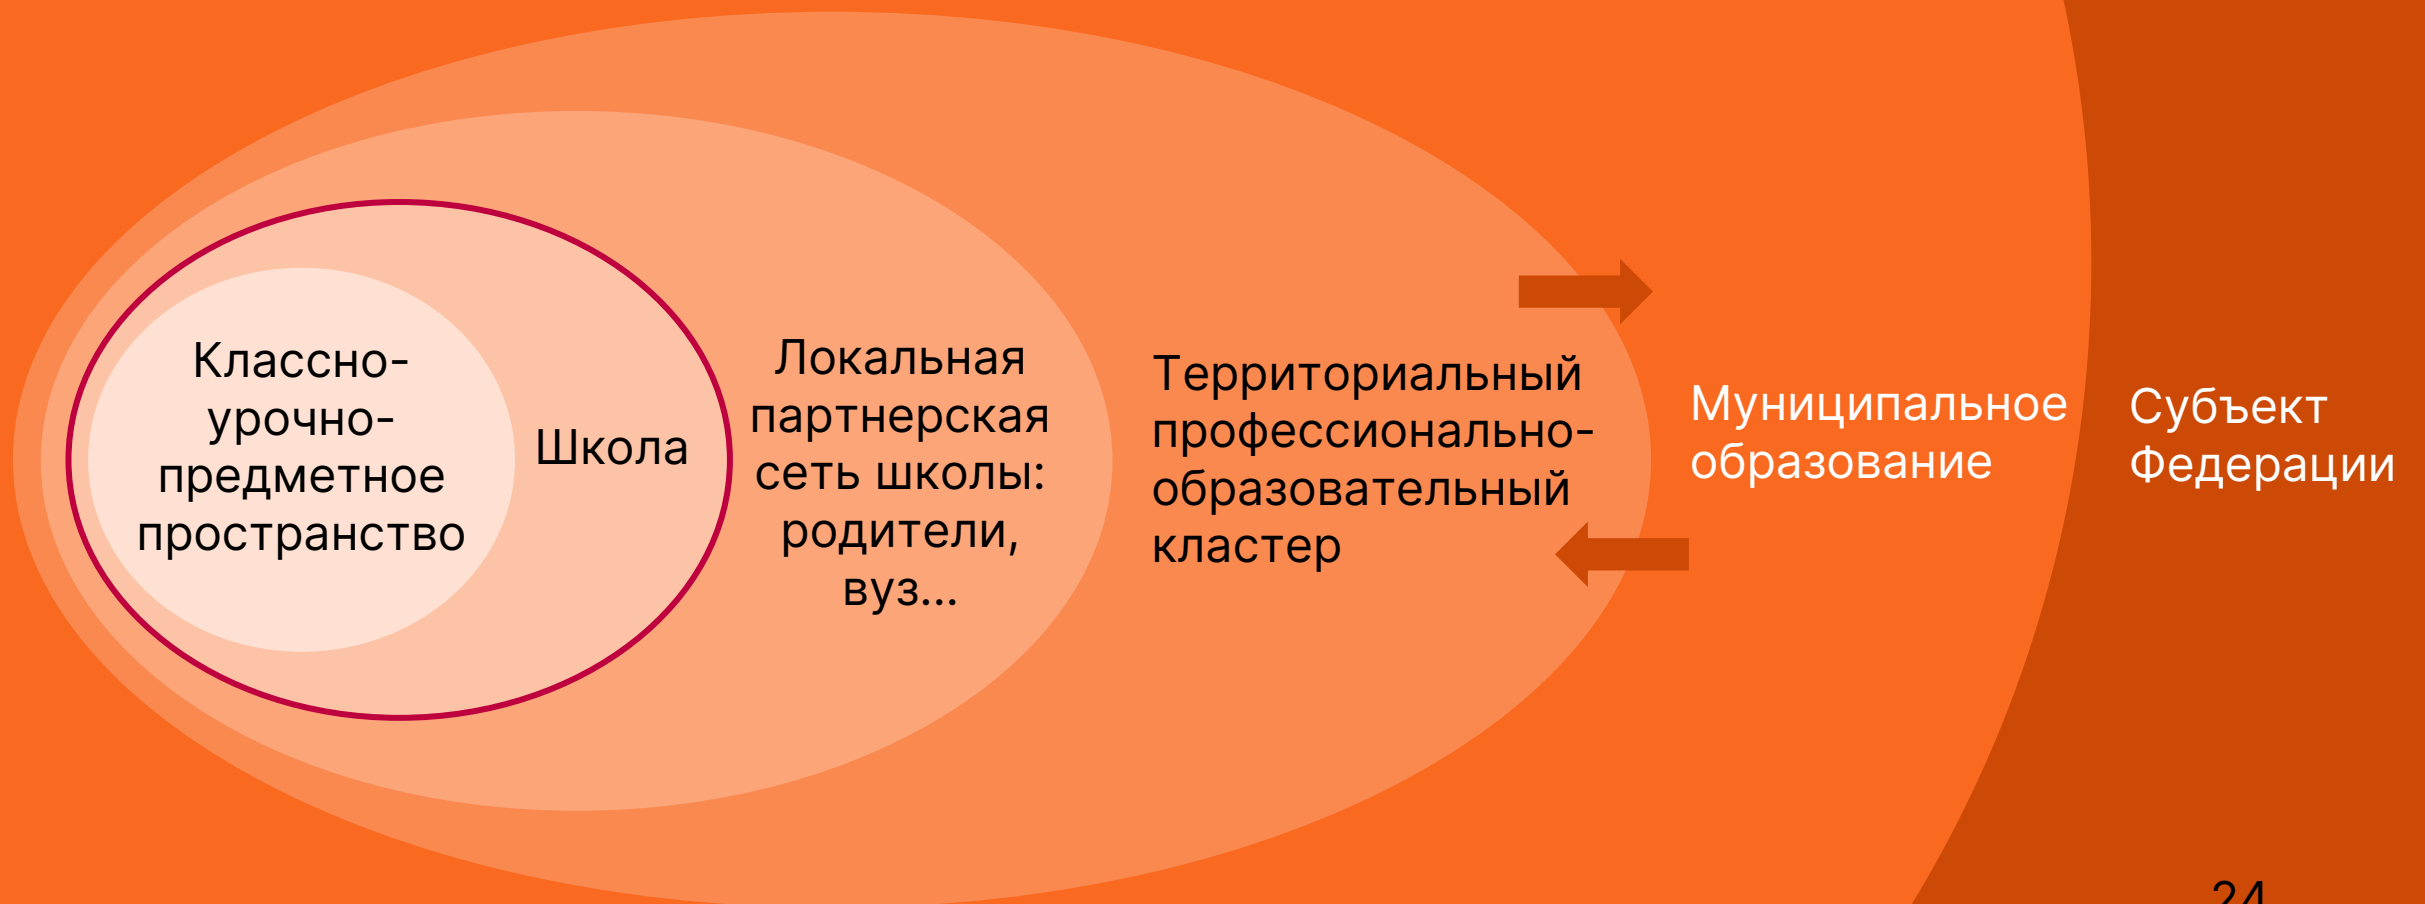 Классно-
урочно-
предметное
пространство
Школа
Локальная
партнерская
сеть школы:
родители,
вуз...
Территориальный
профессионально-
образовательный
кластер
Муниципальное
образование
Субъект
Федерации
24